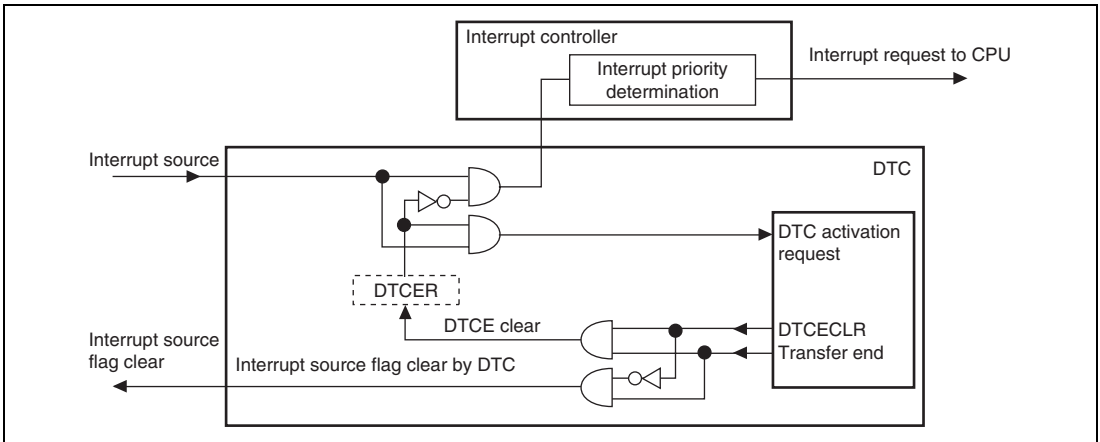 Interrupt controller
Interrupt priority
determination
Interrupt request to CPU
Interrupt source
DTC
DTC activation
request
DTCER
DTCE clear
DTCECLR
Transfer end
Interrupt source
flag clear
Interrupt source flag clear by DTC